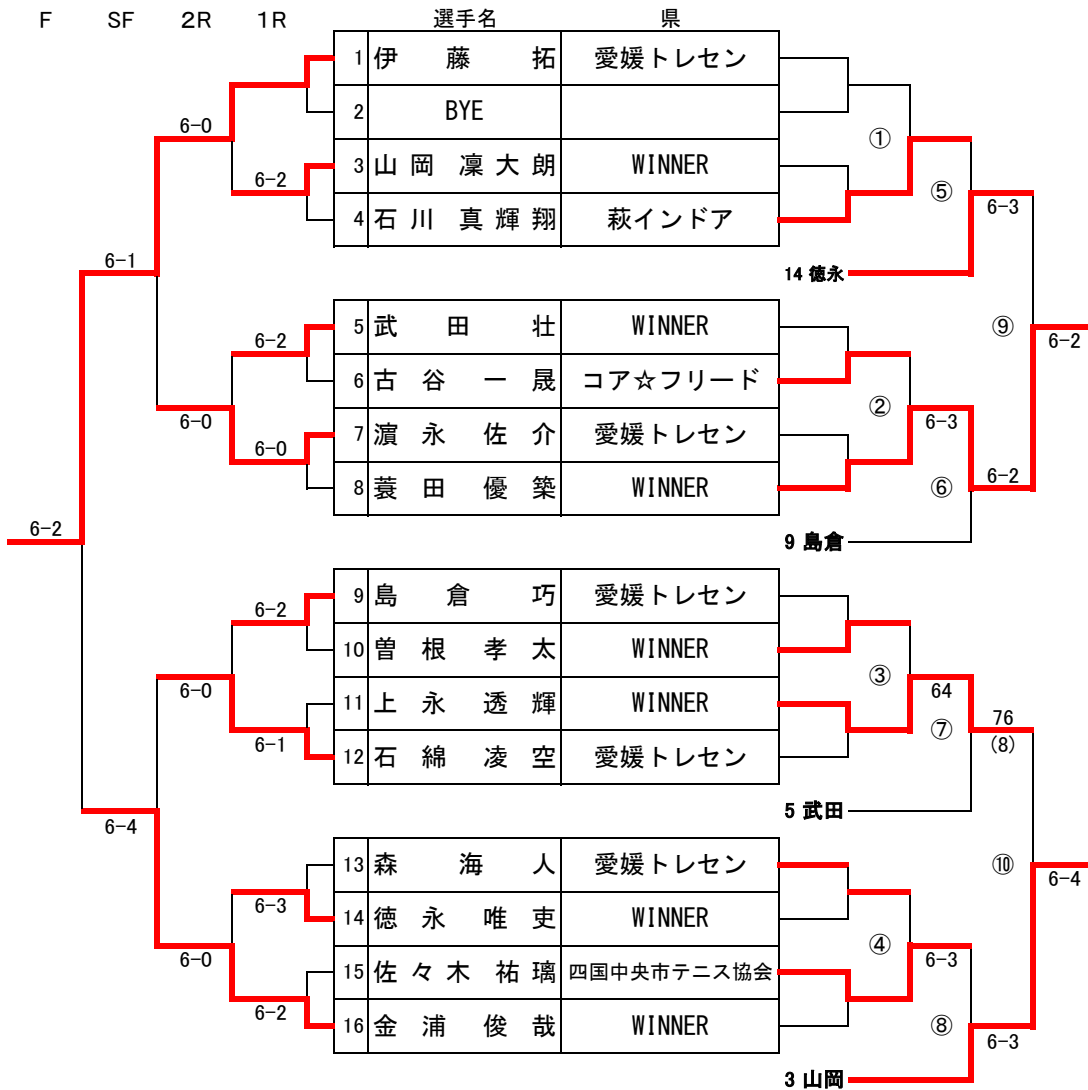 F SF 2R 1R 選手名 県
1 伊藤拓 愛媛トレセン
2 BYE
6-0 ①
6-2 3 山岡凜大朗 WINNER
⑤
4 石川真輝翔 萩インドア 6-3
6-1
14 徳永
6-2 5 武田壮 WINNER ⑨
6-2
6 古谷一晟 コア☆フリード
6-0 ② 6-3
6-0 7 濵永佐介 愛媛トレセン
8 蓑田優築 WINNER ⑥ 6-2
6-2
9 島倉
6-2 9 島倉巧 愛媛トレセン
10 曽根孝太 WINNER
6-0 ③ 64
11 上永透輝 WINNER
⑦ 76
6-1 (8)
12 石綿凌空 愛媛トレセン
5 武田
6-4
13 森海人 愛媛トレセン ⑩
6-4
6-3 14 徳永唯吏 WINNER
6-0 ④ 6-3
15 佐々木祐璃 四国中央市テニス協会
6-2
16 金浦俊哉 WINNER ⑧
6-3
3 山岡